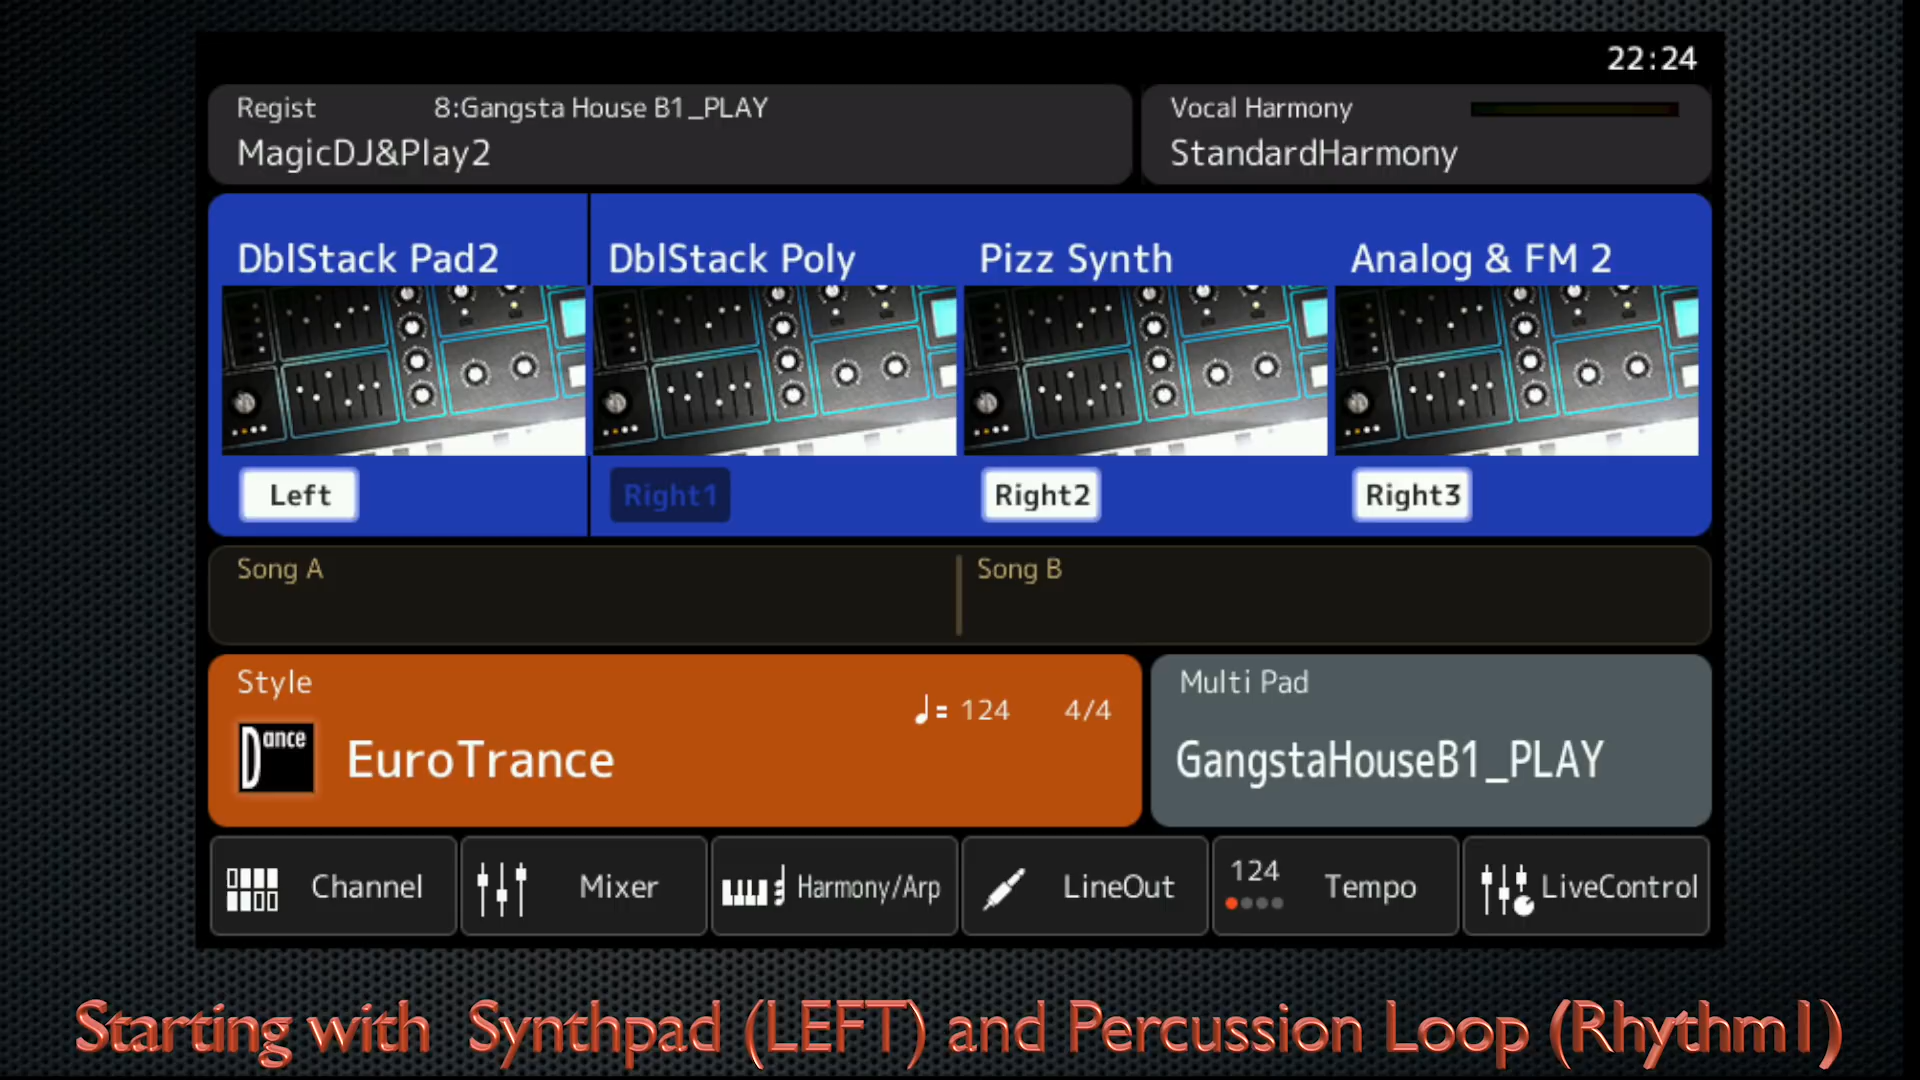 22:24
Regist 8:Gangsta House B1_PLAY
MagicDJ&Play2
Vocal Harmony
StandardHarmony
DblStack Pad2
DblStack Poly
Pizz Synth
Analog & FM 2
Left
Right1
Right2
Right3
Song A
Song B
Style
♩= 124 4/4
Dance
EuroTrance
Multi Pad
GangstaHouseB1_PLAY
Channel
Mixer
Harmony/Arp
LineOut
124
Tempo
LiveControl
Starting with Synthpad (LEFT) and Percussion Loop (Rhythm1)